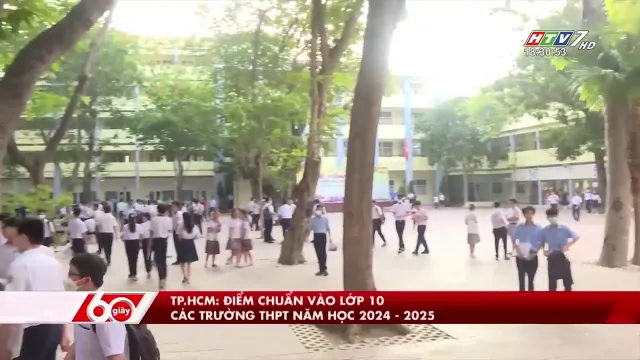 HTV7 HD
18:30:53
60 giây
TP.HCM: ĐIỂM CHUẨN VÀO LỚP 10
CÁC TRƯỜNG THPT NĂM HỌC 2024 - 2025